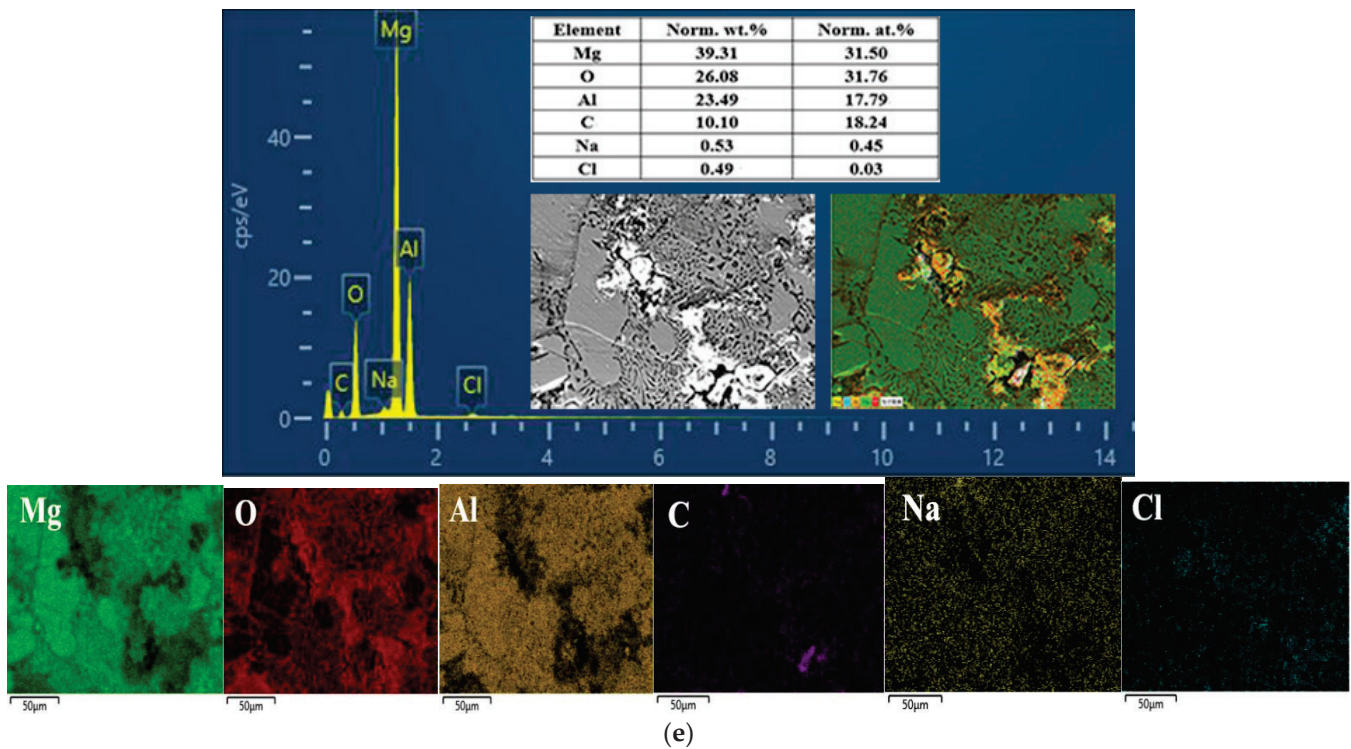 Element Norm. wt.% Norm. at.%
Mg 39.31 31.50
O 26.08 31.76
Al 23.49 17.79
C 10.10 18.24
Na 0.53 0.45
Cl 0.49 0.03
Mg
Al
O
C
Na
Cl
cps/eV
40
20
0
0 2 4 6 8 10 12 14
Mg O Al C Na Cl
50μm 50μm 50μm 50μm 50μm 50μm
(e)